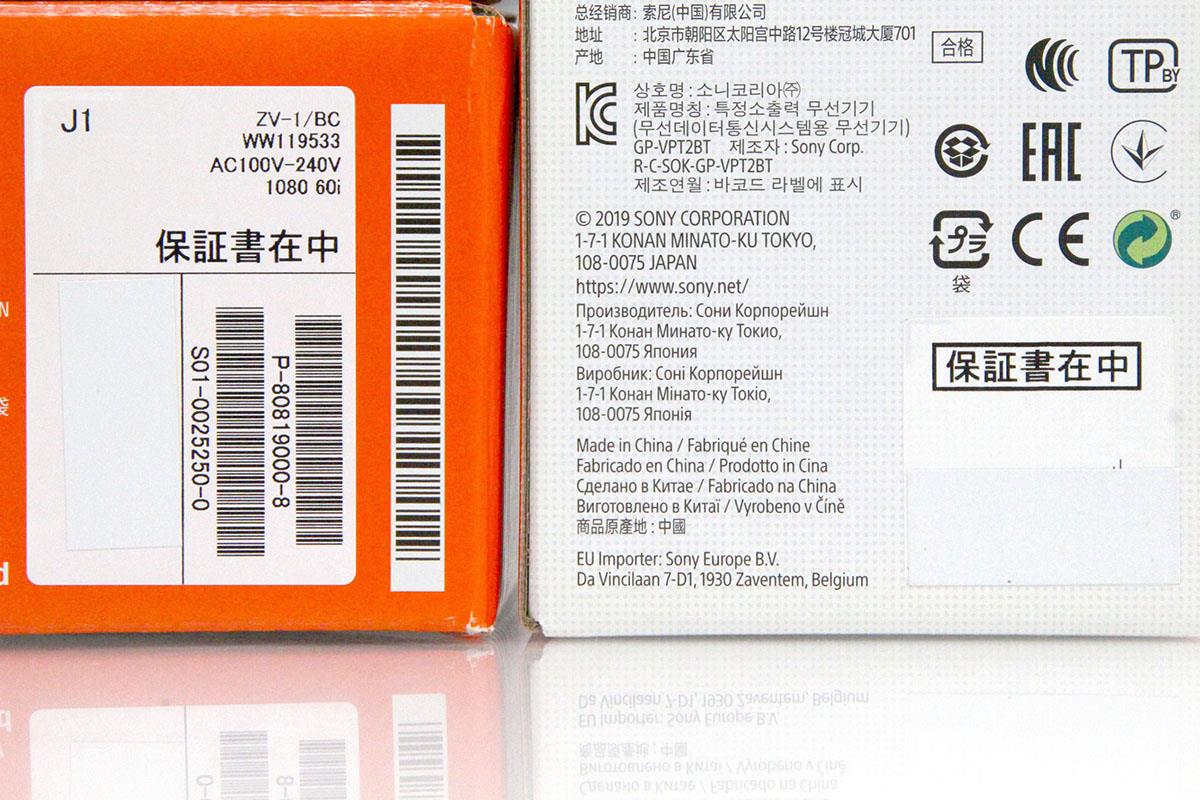 J1
ZV-1/BC
WW119533
AC100V-240V
1080 60i
保証書在中
S01-0025250-0
P-80819000-8
N
袋
d
总经销商: 索尼(中国)有限公司
地址 : 北京市朝阳区太阳宫中路12号楼冠城大厦701
产地 : 中国广东省
상호명 : 소니코리아㈜
제품명칭 : 특정소출력 무선기기
(무선데이터통신시스템용 무선기기)
GP-VPT2BT 제조자 : Sony Corp.
R-C-SOK-GP-VPT2BT
제조연월 : 바코드 라벨에 표시
© 2019 SONY CORPORATION
1-7-1 KONAN MINATO-KU TOKYO,
108-0075 JAPAN
https://www.sony.net/
Производитель: Сони Корпорейшн
1-7-1 Конан Минато-ку Токио,
108-0075 Япония
Виробник: Соні Корпорейшн
1-7-1 Конан Мінато-ку Токіо,
108-0075 Японія
Made in China / Fabriqué en Chine
Fabricado en China / Prodotto in Cina
Сделано в Китае / Fabricado na China
Виготовлено в Китаї / Vyrobeno v Číně
商品原產地 : 中國
EU Importer: Sony Europe B.V.
Da Vincilaan 7-D1, 1930 Zaventem, Belgium
合格
TP BY
EAC
プラ
CE
®
袋
保証書在中